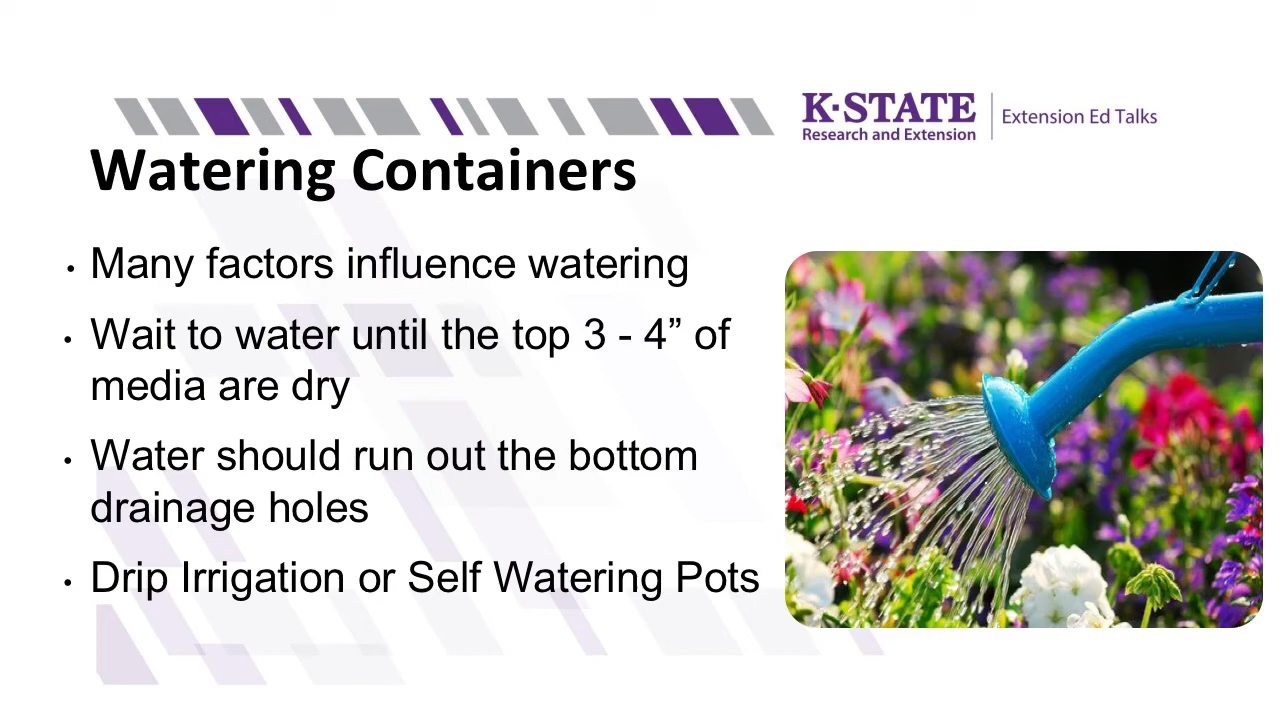 K-STATE
Research and Extension
Extension Ed Talks
Watering Containers
• Many factors influence watering
• Wait to water until the top 3 - 4” of
media are dry
• Water should run out the bottom
drainage holes
• Drip Irrigation or Self Watering Pots